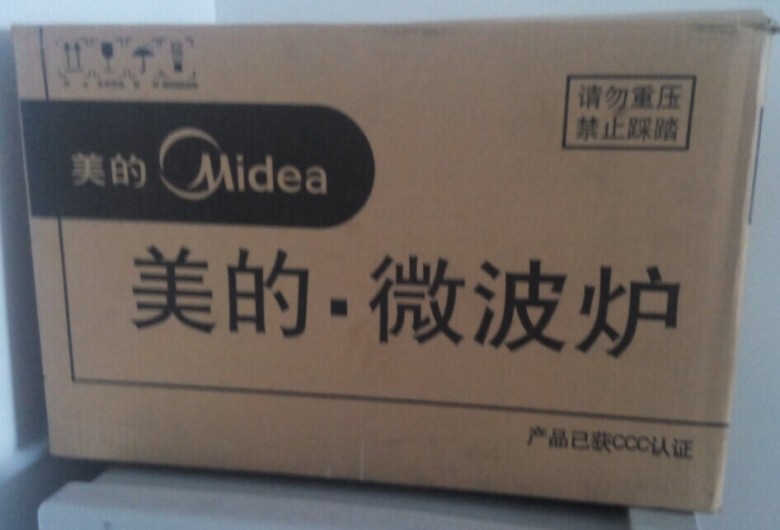 请勿重压
禁止踩踏
美的 Midea
美的·微波炉
产品已获CCC认证